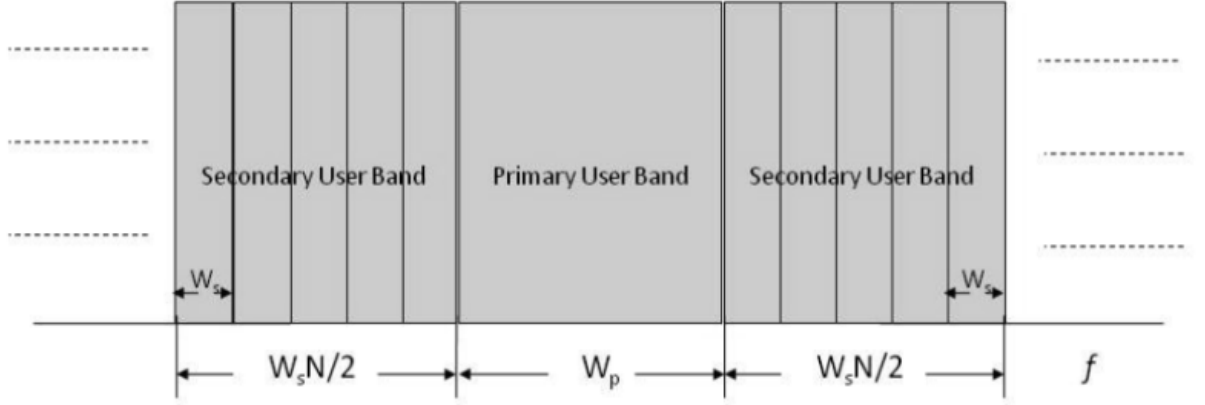 Secondary User Band
Primary User Band
Secondary User Band
Wₛ
Wₛ
WₛN/2
Wₚ
WₛN/2
f